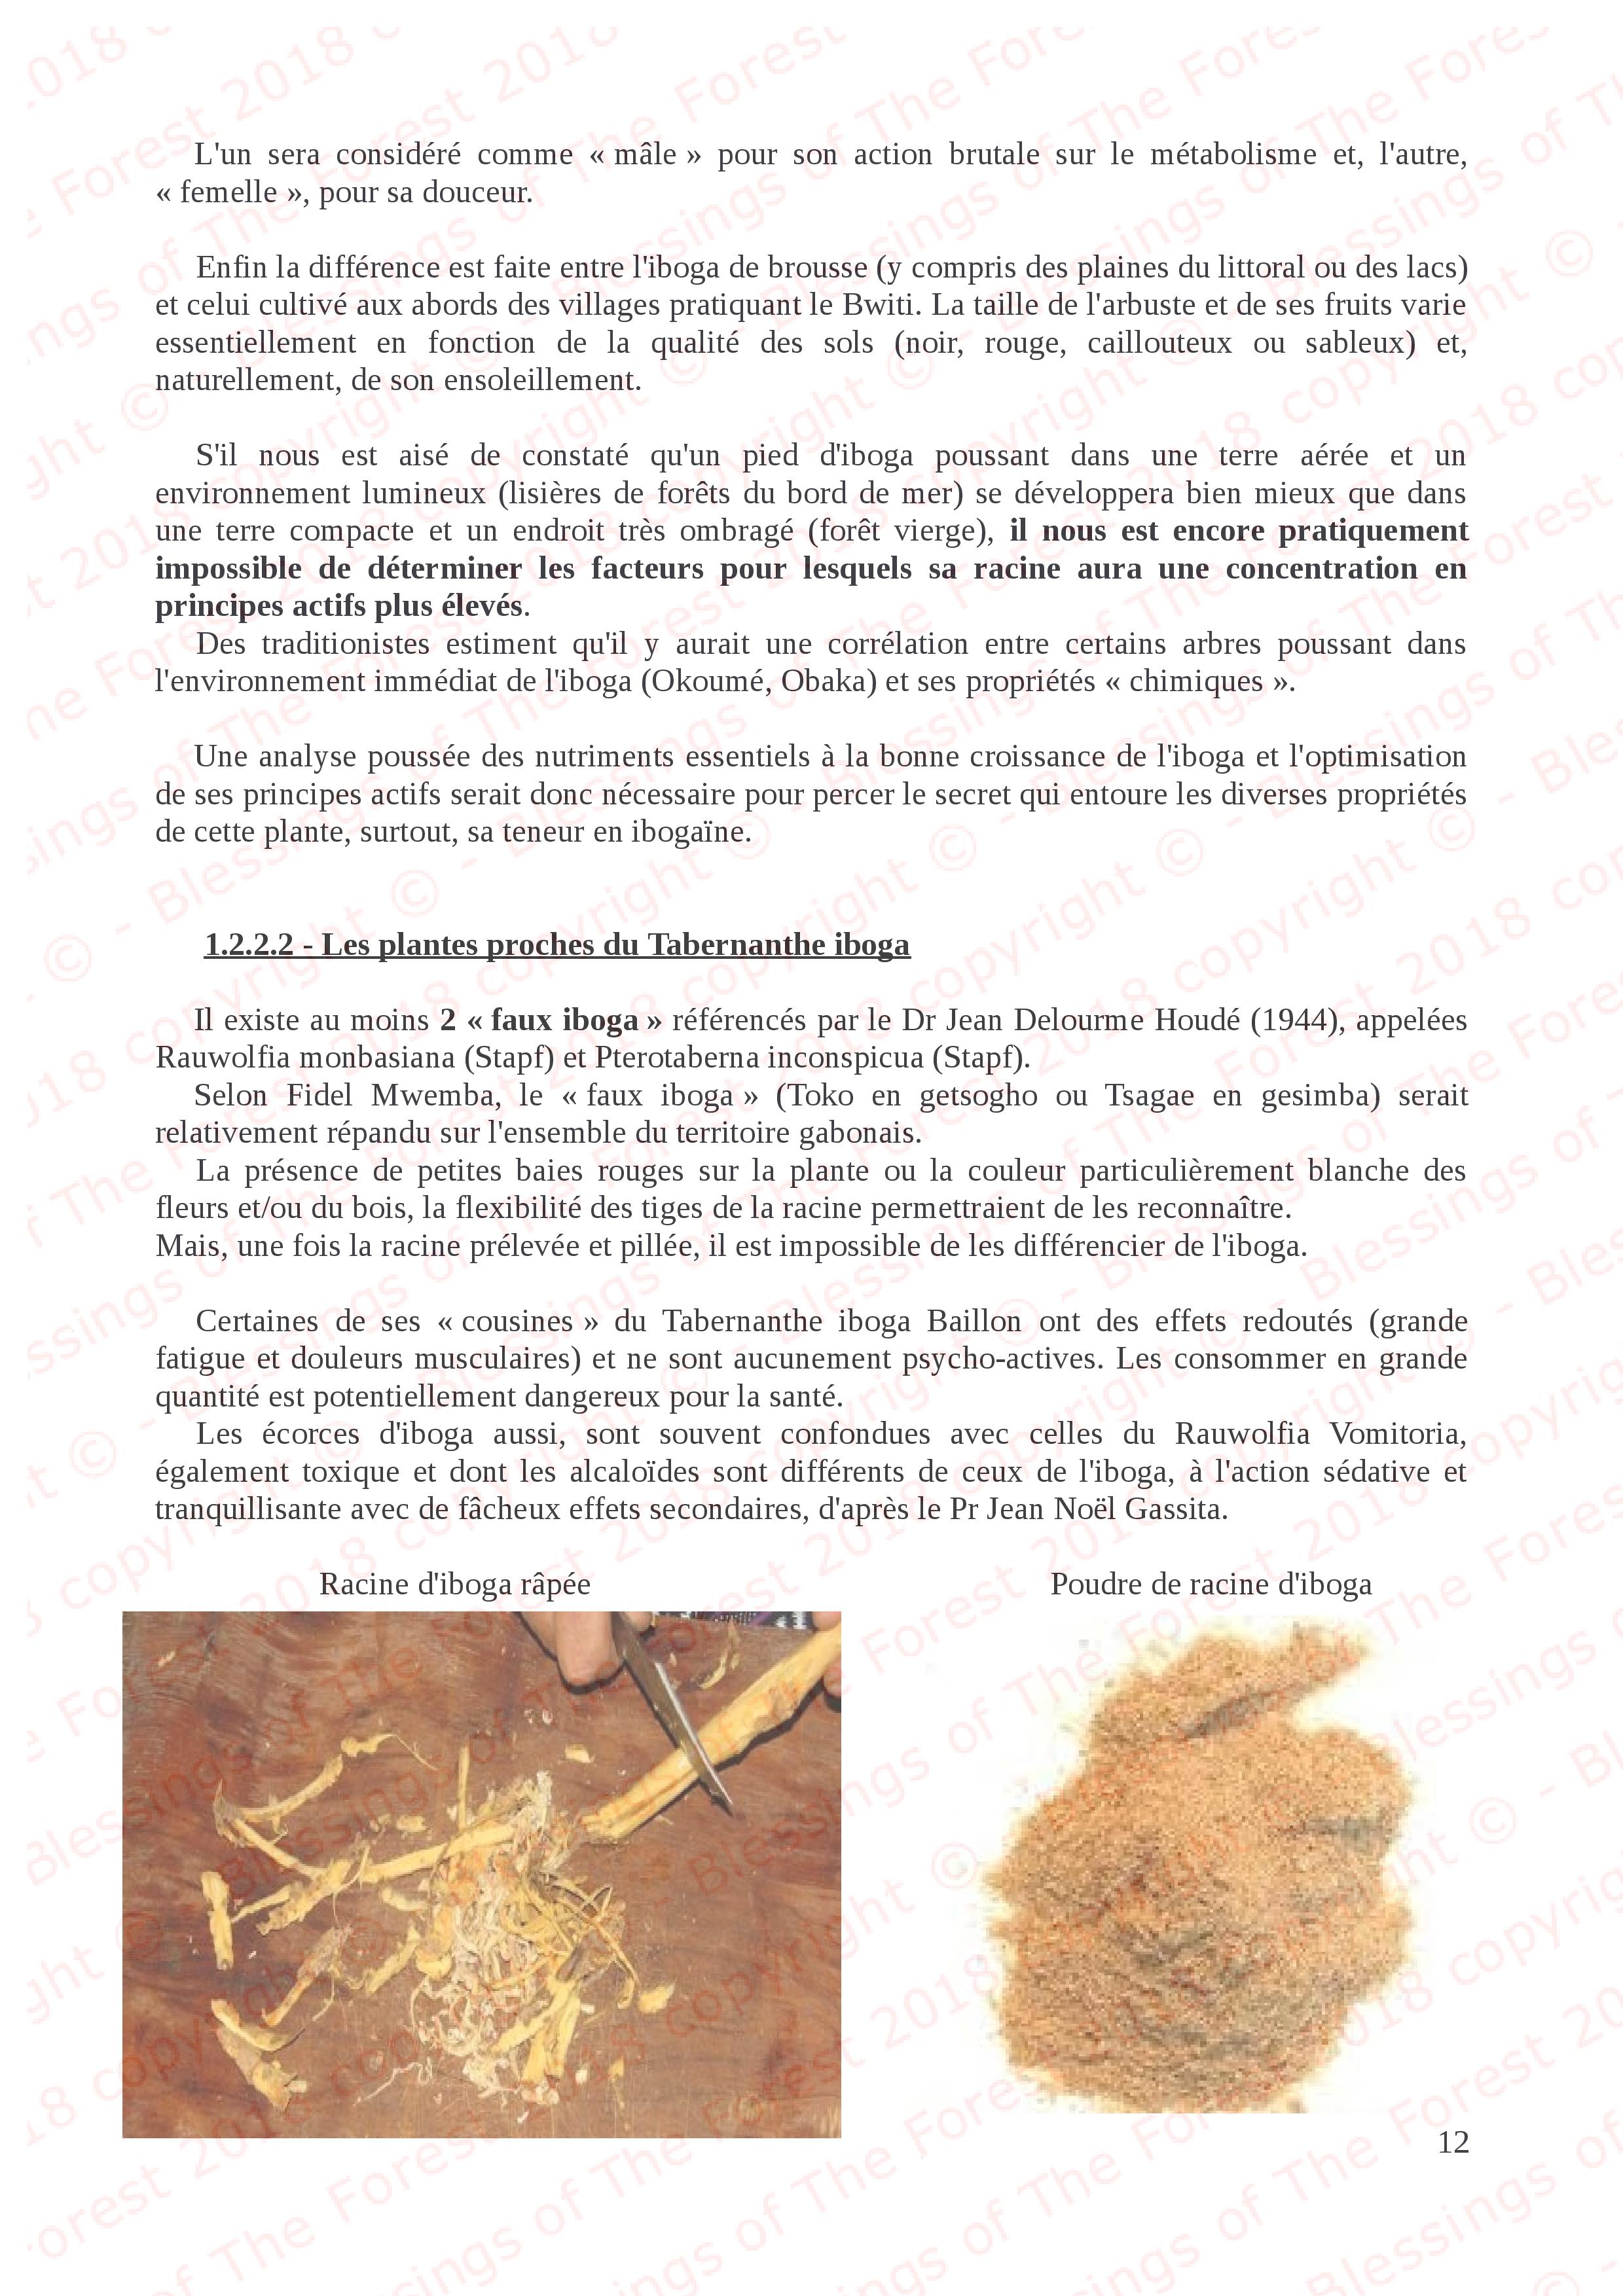 L'un sera considéré comme « mâle » pour son action brutale sur le métabolisme et, l'autre,
« femelle », pour sa douceur.
Enfin la différence est faite entre l'iboga de brousse (y compris des plaines du littoral ou des lacs)
et celui cultivé aux abords des villages pratiquant le Bwiti. La taille de l'arbuste et de ses fruits varie
essentiellement en fonction de la qualité des sols (noir, rouge, caillouteux ou sableux) et,
naturellement, de son ensoleillement.
S'il nous est aisé de constaté qu'un pied d'iboga poussant dans une terre aérée et un
environnement lumineux (lisières de forêts du bord de mer) se développera bien mieux que dans
une terre compacte et un endroit très ombragé (forêt vierge), il nous est encore pratiquement
impossible de déterminer les facteurs pour lesquels sa racine aura une concentration en
principes actifs plus élevés.
Des traditionistes estiment qu'il y aurait une corrélation entre certains arbres poussant dans
l'environnement immédiat de l'iboga (Okoumé, Obaka) et ses propriétés « chimiques ».
Une analyse poussée des nutriments essentiels à la bonne croissance de l'iboga et l'optimisation
de ses principes actifs serait donc nécessaire pour percer le secret qui entoure les diverses propriétés
de cette plante, surtout, sa teneur en ibogaïne.
1.2.2.2 - Les plantes proches du Tabernanthe iboga
Il existe au moins 2 « faux iboga » référencés par le Dr Jean Delourme Houdé (1944), appelées
Rauwolfia monbasiana (Stapf) et Pterotaberna inconspicua (Stapf).
Selon Fidel Mwemba, le « faux iboga » (Toko en getsogho ou Tsagae en gesimba) serait
relativement répandu sur l'ensemble du territoire gabonais.
La présence de petites baies rouges sur la plante ou la couleur particulièrement blanche des
fleurs et/ou du bois, la flexibilité des tiges de la racine permettraient de les reconnaître.
Mais, une fois la racine prélevée et pillée, il est impossible de les différencier de l'iboga.
Certaines de ses « cousines » du Tabernanthe iboga Baillon ont des effets redoutés (grande
fatigue et douleurs musculaires) et ne sont aucunement psycho-actives. Les consommer en grande
quantité est potentiellement dangereux pour la santé.
Les écorces d'iboga aussi, sont souvent confondues avec celles du Rauwolfia Vomitoria,
également toxique et dont les alcaloïdes sont différents de ceux de l'iboga, à l'action sédative et
tranquillisante avec de fâcheux effets secondaires, d'après le Pr Jean Noël Gassita.
Racine d'iboga râpée
Poudre de racine d'iboga
12
Blessings of The Forest 2018 copyright © -